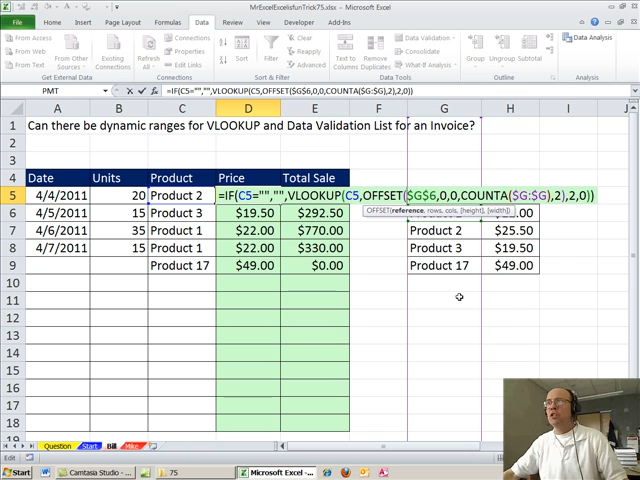 MrExcelExcelisfunTrick75.xlsx - Microsoft Excel
File Home Insert Page Layout Formulas Data Review View Developer Add-Ins
From Access From Web From Text From Other Sources Existing Connections Refresh All Connections Properties Edit Links Sort Filter Clear Reapply Advanced Text to Columns Remove Duplicates Data Validation Consolidate What-If Analysis Group Ungroup Subtotal Data Analysis
Get External Data Connections Sort & Filter Data Tools Outline Analysis
PMT =IF(C5="","",VLOOKUP(C5,OFFSET($G$6,0,0,COUNTA($G:$G),2),2,0))
A B C D E F G H I J
1 Can there be dynamic ranges for VLOOKUP and Data Validation List for an Invoice?
2
3
4 Date Units Product Price Total Sale
5 4/4/2011 20 Product 2 =IF(C5="","",VLOOKUP(C5,OFFSET($G$6,0,0,COUNTA($G:$G),2),2,0))
OFFSET(reference, rows, cols, [height], [width])
6 4/5/2011 15 Product 3 $19.50 $292.50
7 4/6/2011 35 Product 1 $22.00 $770.00 Product 2 $25.50
8 4/7/2011 15 Product 1 $22.00 $330.00 Product 3 $19.50
9 Product 17 $49.00 $0.00 Product 17 $49.00
10
11
12
13
14
15
16
17
18
19
Question Start Bill Mike
Edit
Start Camtasia Studio - ... 75 Microsoft Excel